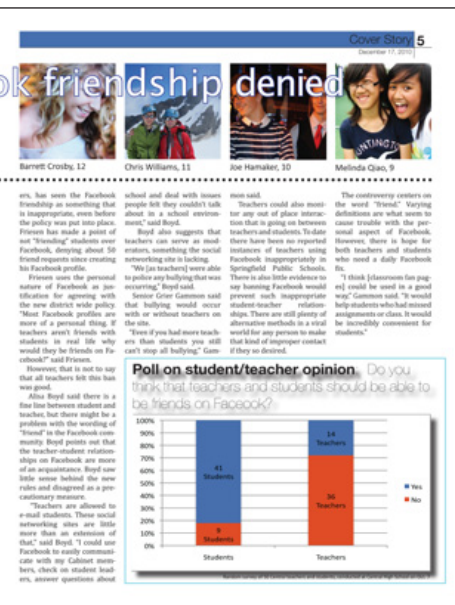 Cover Story 5
December 17, 2010
ok friendship denied
Barrett Crosby, 12
Chris Williams, 11
Joe Hamaker, 10
Melinda Qiao, 9
ers, has seen the Facebook
friendship as something that
is inappropriate, even before
the policy was put into place.
Friesen has made a point of
not "friending" students over
Facebook, denying about 50
friend requests since creating
his Facebook profile.
Friesen uses the personal
nature of Facebook as jus-
tification for agreeing with
the new district wide policy.
"Most Facebook profiles are
more of a personal thing. If
teachers aren't friends with
students in real life why
would they be friends on Fa-
cebook?" said Friesen.
However, that is not to say
that all teachers felt this ban
was good.
Alisa Boyd said there is a
fine line between student and
teacher, but there might be a
problem with the wording of
"friend" in the Facebook com-
munity. Boyd points out that
the teacher-student relation-
ships on Facebook are more
of an acquaintance. Boyd saw
little sense behind the new
rules and disagreed as a pre-
cautionary measure.
"Teachers are allowed to
e-mail students. These social
networking sites are little
more than an extension of
that," said Boyd. "I could use
Facebook to easily communi-
cate with my Cabinet mem-
bers, check on student lead-
ers, answer questions about
school and deal with issues
people felt they couldn't talk
about in a school environ-
ment," said Boyd.
Boyd also suggests that
teachers can serve as mod-
erators, something the social
networking site is lacking.
"We [as teachers] were able
to police any bullying that was
occurring," Boyd said.
Senior Grier Gammon said
that bullying would occur
with or without teachers on
the site.
"Even if you had more teach-
ers than students you still
can't stop all bullying," Gam-
mon said.
Teachers could also moni-
tor any out of place interac-
tion that is going on between
teachers and students. To date
there have been no reported
instances of teachers using
Facebook inappropriately in
Springfield Public Schools.
There is little evidence to
say banning Facebook would
prevent such inappropriate
student-teacher relation-
ships. There are still plenty of
alternative methods in a viral
world for any person to make
that kind of improper contact
if they so desired.
The controversy centers on
the word "friend." Varying
definitions are what seem to
cause trouble with the per-
sonal aspect of Facebook.
However, there is hope for
both teachers and students
who need a daily Facebook
fix.
"I think [classroom fan pag-
es] could be used in a good
way," Gammon said. "It would
help students who had missed
assignments or class. It would
be incredibly convenient for
students."
Poll on student/teacher opinion Do you
think that teachers and students should be able to
be friends on Faceook?
100%
90%
80%
70%
60%
50%
40%
30%
20%
10%
0%
41
Students
9
Students
14
Teachers
36
Teachers
Yes
No
Students
Teachers